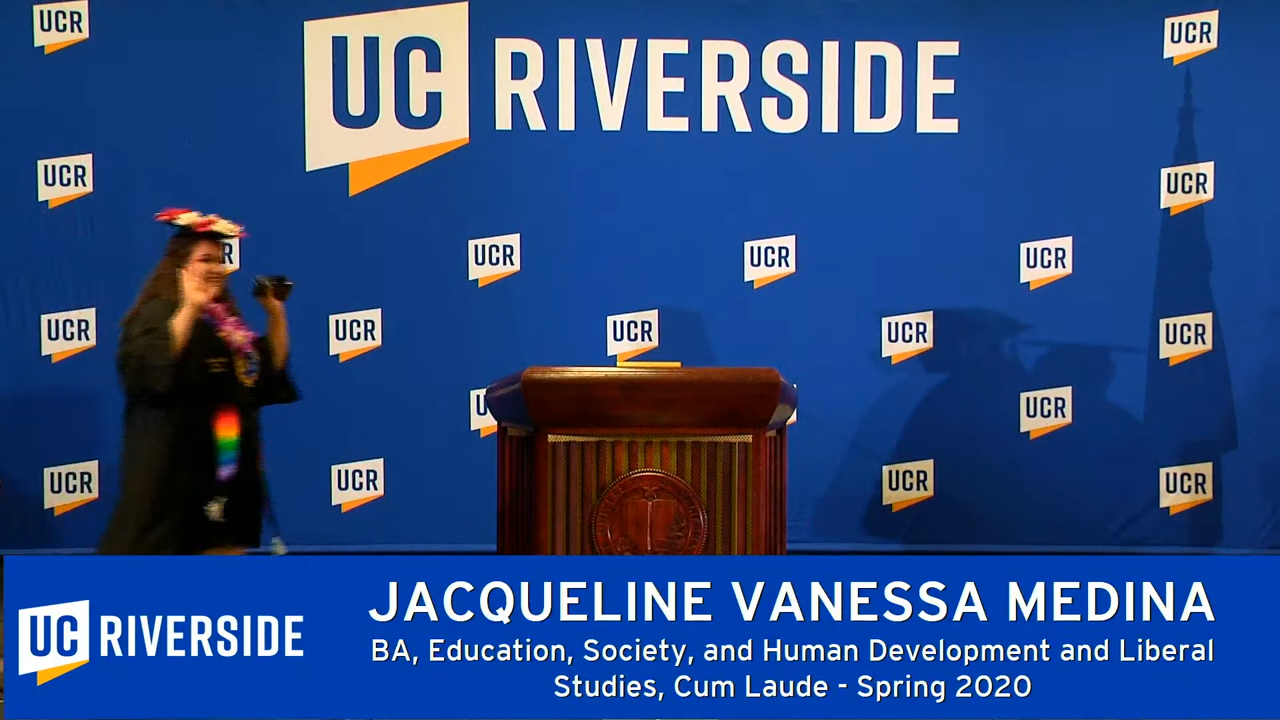 UCR
UC RIVERSIDE
UCR
UCR
UCR
R
UCR
UCR
UCR
UCR
UCR
UCR
UCR
UCR
U
UCR
UCR
UCR
UCR
UCR
UC RIVERSIDE
JACQUELINE VANESSA MEDINA
BA, Education, Society, and Human Development and Liberal
Studies, Cum Laude - Spring 2020